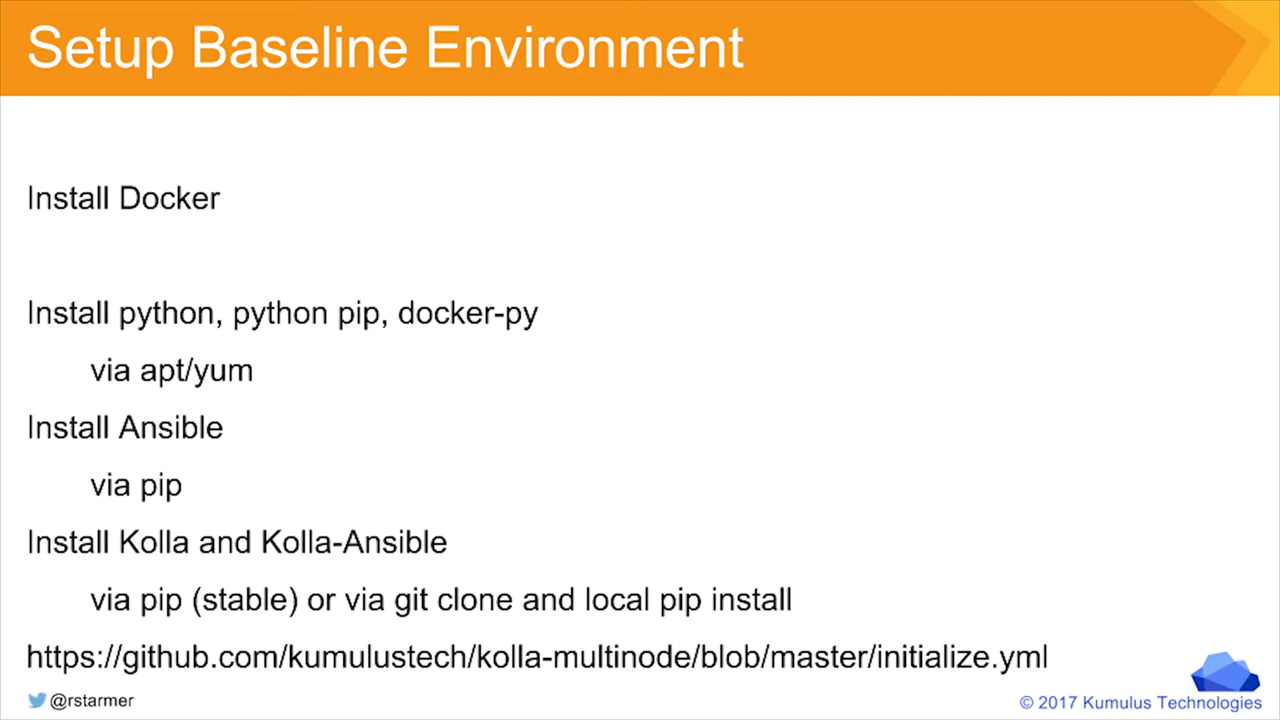 Setup Baseline Environment
Install Docker
Install python, python pip, docker-py
via apt/yum
Install Ansible
via pip
Install Kolla and Kolla-Ansible
via pip (stable) or via git clone and local pip install
https://github.com/kumulustech/kolla-multinode/blob/master/initialize.yml
@rstarmer
© 2017 Kumulus Technologies